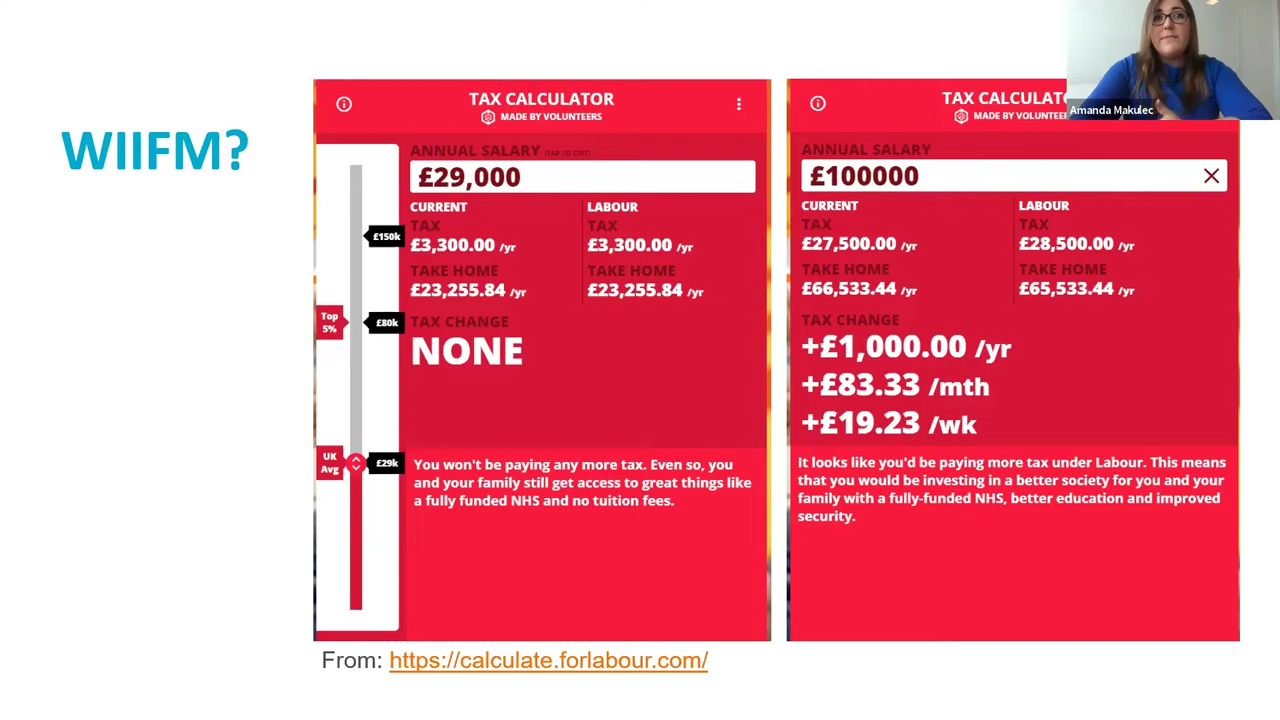 WIIFM?
TAX CALCULATOR
MADE BY VOLUNTEERS
ANNUAL SALARY (TAP TO EDIT)
£29,000
CURRENT
LABOUR
TAX
TAX
£3,300.00 /yr
£3,300.00 /yr
TAKE HOME
TAKE HOME
£23,255.84 /yr
£23,255.84 /yr
TAX CHANGE
NONE
£150k
Top
5%
£80k
UK
Avg
£29k
You won't be paying any more tax. Even so, you
and your family still get access to great things like
a fully funded NHS and no tuition fees.
TAX CALCULAT
MADE BY VOLUNTEER
ANNUAL SALARY
£100000
CURRENT
LABOUR
TAX
TAX
£27,500.00 /yr
£28,500.00 /yr
TAKE HOME
TAKE HOME
£66,533.44 /yr
£65,533.44 /yr
TAX CHANGE
+£1,000.00 /yr
+£83.33 /mth
+£19.23 /wk
It looks like you'd be paying more tax under Labour. This means
that you would be investing in a better society for you and your
family with a fully-funded NHS, better education and improved
security.
Amanda Makulec
From: https://calculate.forlabour.com/